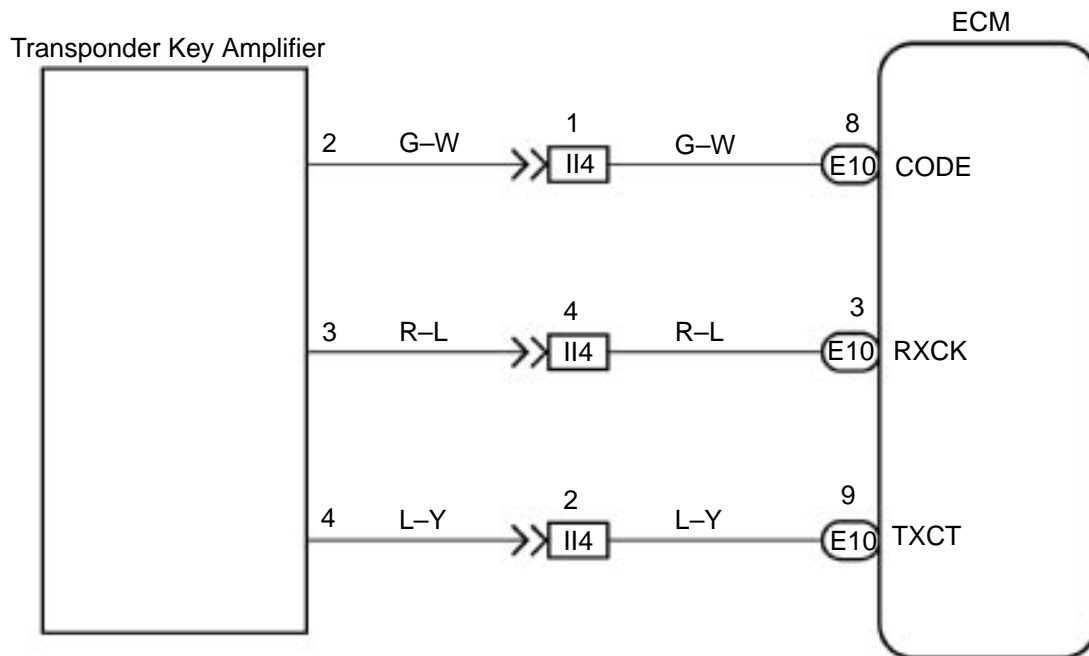 ECM
Transponder Key Amplifier
1 8
2 G–W G–W
II4 E10 CODE
4 3
3 R–L R–L
II4 E10 RXCK
2 9
4 L–Y L–Y
II4 E10 TXCT